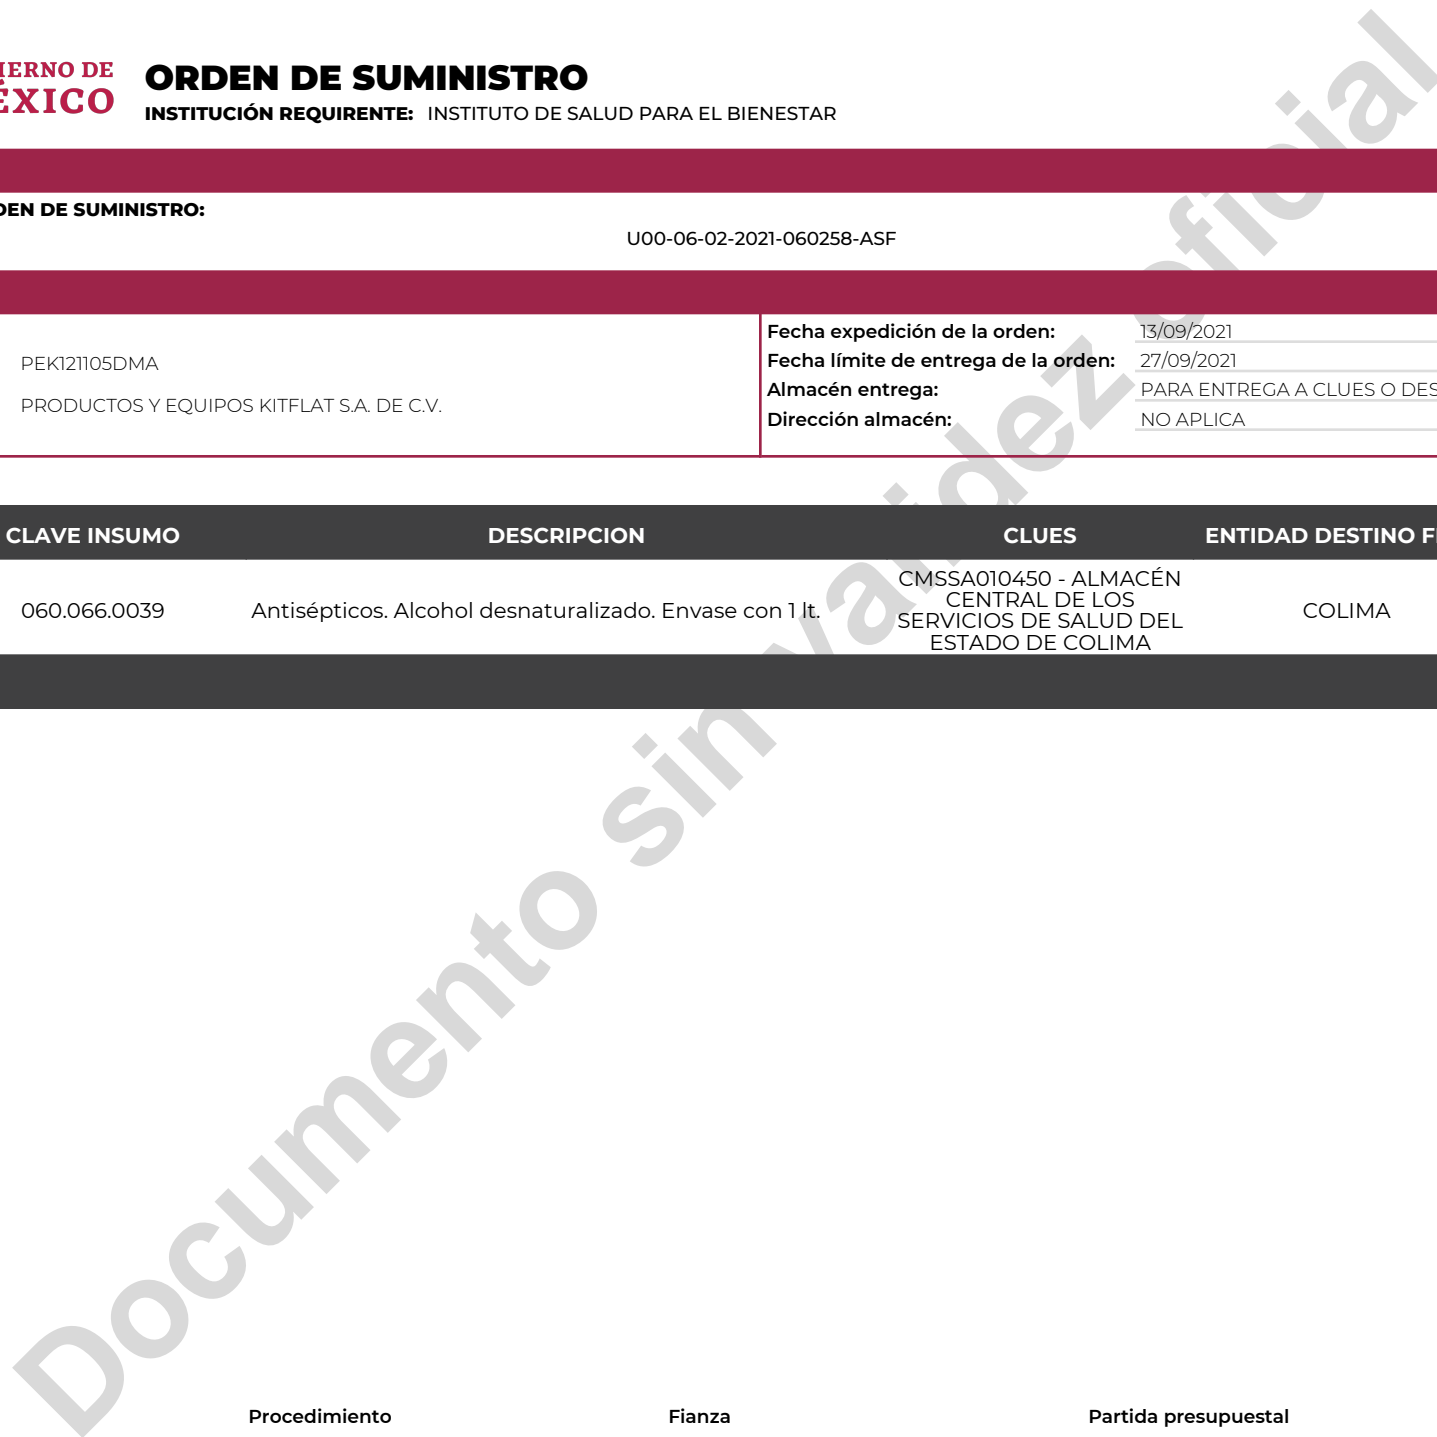 IERNO DE
ÉXICO
ORDEN DE SUMINISTRO
INSTITUCIÓN REQUIRENTE: INSTITUTO DE SALUD PARA EL BIENESTAR
DEN DE SUMINISTRO:
U00-06-02-2021-060258-ASF
PEK121105DMA
PRODUCTOS Y EQUIPOS KITFLAT S.A. DE C.V.
Fecha expedición de la orden: 13/09/2021
Fecha límite de entrega de la orden: 27/09/2021
Almacén entrega: PARA ENTREGA A CLUES O DES
Dirección almacén: NO APLICA
CLAVE INSUMO DESCRIPCION CLUES ENTIDAD DESTINO F
060.066.0039 Antisépticos. Alcohol desnaturalizado. Envase con 1 lt. CMSSA010450 - ALMACÉN
CENTRAL DE LOS
SERVICIOS DE SALUD DEL
ESTADO DE COLIMA
COLIMA
Documento sin validez oficial
Procedimiento Fianza Partida presupuestal